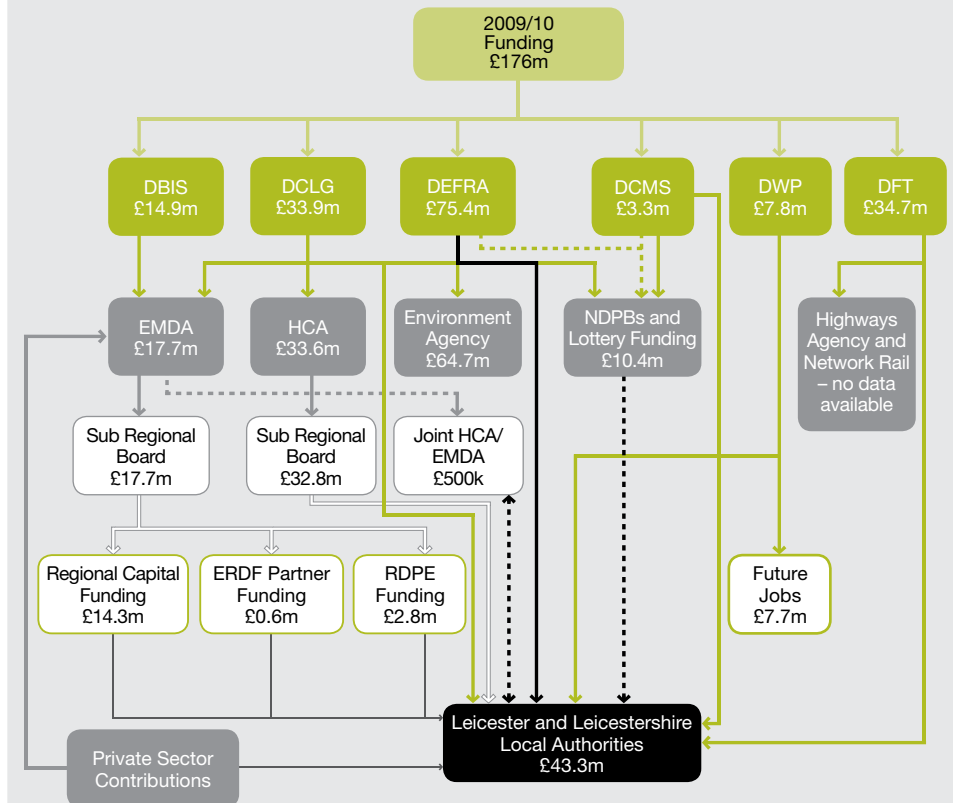 2009/10
Funding
£176m
DBIS
£14.9m
DCLG
£33.9m
DEFRA
£75.4m
DCMS
£3.3m
DWP
£7.8m
DFT
£34.7m
EMDA
£17.7m
HCA
£33.6m
Environment
Agency
£64.7m
NDPBs and
Lottery Funding
£10.4m
Highways
Agency and
Network Rail
– no data
available
Sub Regional
Board
£17.7m
Sub Regional
Board
£32.8m
Joint HCA/
EMDA
£500k
Regional Capital
Funding
£14.3m
ERDF Partner
Funding
£0.6m
RDPE
Funding
£2.8m
Future
Jobs
£7.7m
Leicester and Leicestershire
Local Authorities
£43.3m
Private Sector
Contributions